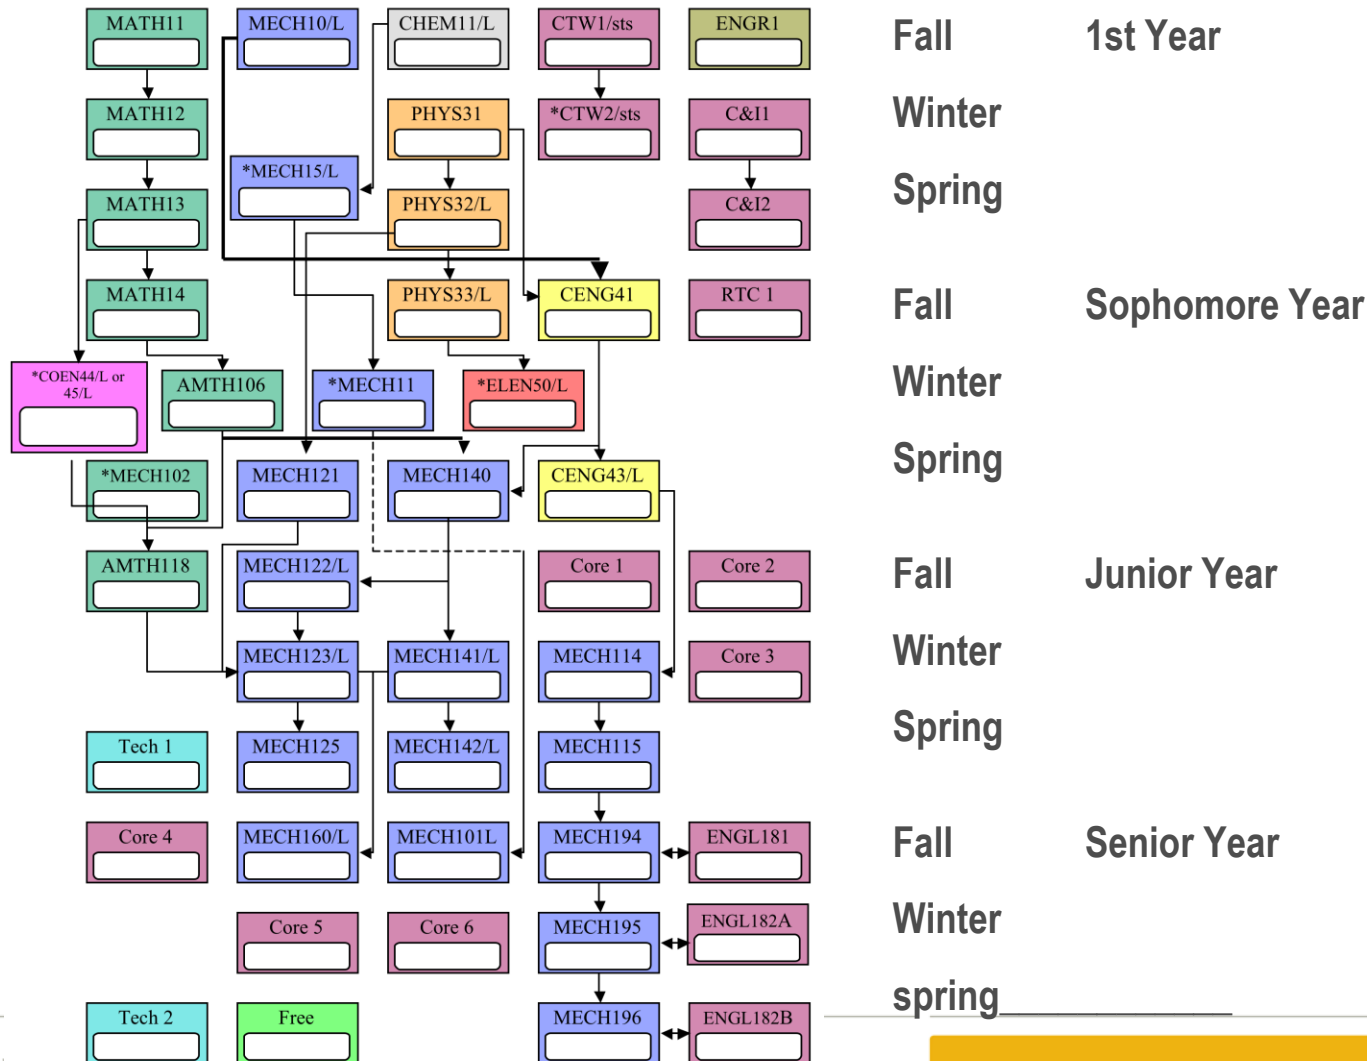 MATH11 MECH10/L CHEM11/L CTW1/sts ENGR1 Fall 1st Year
MATH12 PHYS31 *CTW2/sts C&I1 Winter
*MECH15/L
MATH13 PHYS32/L C&I2 Spring
MATH14 PHYS33/L CENG41 RTC 1 Fall Sophomore Year
*COEN44/L or
45/L
AMTH106 *MECH11 *ELEN50/L Winter
*MECH102 MECH121 MECH140 CENG43/L Spring
AMTH118 MECH122/L Core 1 Core 2 Fall Junior Year
MECH123/L MECH141/L MECH114 Core 3 Winter
Tech 1 MECH125 MECH142/L MECH115 Spring
Core 4 MECH160/L MECH101L MECH194 ENGL181 Fall Senior Year
Core 5 Core 6 MECH195 ENGL182A Winter
Tech 2 Free MECH196 ENGL182B spring